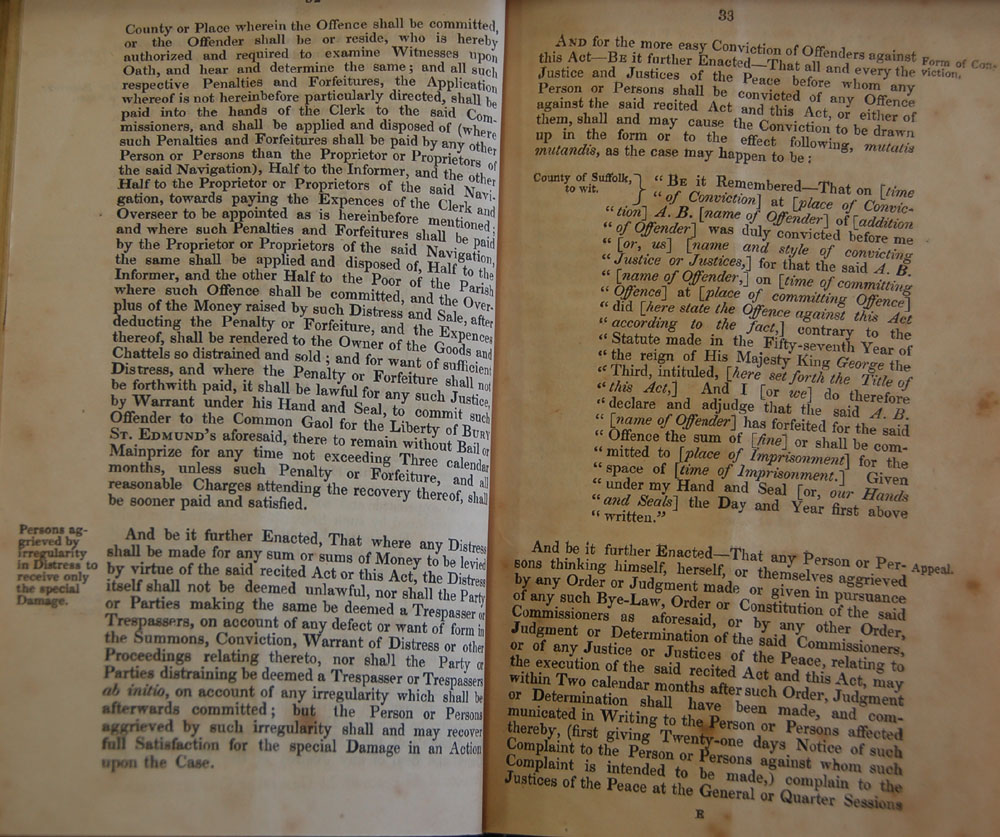 County or Place wherein the Offence shall be committed,
or the Offender shall be or reside, who is hereby
authorized and required to examine Witnesses upon
Oath, and hear and determine the same; and all such
respective Penalties and Forfeitures, the Application
whereof is not hereinbefore particularly directed, shall be
paid into the hands of the Clerk to the said Com-
missioners, and shall be applied and disposed of (where
such Penalties and Forfeitures shall be paid by any other
Person or Persons than the Proprietor or Proprietors of
the said Navigation), Half to the Informer, and the other
Half to the Proprietor or Proprietors of the said Navi-
gation, towards paying the Expences of the Clerk and
Overseer to be appointed as is hereinbefore mentioned;
and where such Penalties and Forfeitures shall be paid
by the Proprietor or Proprietors of the said Navigation,
the same shall be applied and disposed of, Half to the
Informer, and the other Half to the Poor of the Parish
where such Offence shall be committed, and the Over-
plus of the Money raised by such Distress and Sale, after
deducting the Penalty or Forfeiture, and the Expences
thereof, shall be rendered to the Owner of the Goods and
Chattels so distrained and sold; and for want of sufficient
Distress, and where the Penalty or Forfeiture shall not
be forthwith paid, it shall be lawful for any such Justice,
by Warrant under his Hand and Seal, to commit such
Offender to the Common Gaol for the Liberty of BURY
ST. EDMUND'S aforesaid, there to remain without Bail or
Mainprize for any time not exceeding Three calendar
months, unless such Penalty or Forfeiture, and all
reasonable Charges attending the recovery thereof, shall
be sooner paid and satisfied.
Persons ag-
grieved by
irregularity
in Distress to
receive only
the special
Damage.
And be it further Enacted, That where any Distress
shall be made for any sum or sums of Money to be levied
by virtue of the said recited Act or this Act, the Distress
itself shall not be deemed unlawful, nor shall the Party
or Parties making the same be deemed a Trespasser or
Trespassers, on account of any defect or want of form in
the Summons, Conviction, Warrant of Distress or other
Proceedings relating thereto, nor shall the Party or
Parties distraining be deemed a Trespasser or Trespassers
ab initio, on account of any irregularity which shall be
afterwards committed; but the Person or Persons
aggrieved by such irregularity shall and may recover
full Satisfaction for the special Damage in an Action
upon the Case.
33
AND for the more easy Conviction of Offenders against
this Act—BE it further Enacted—That all and every the
Justice and Justices of the Peace before whom any
Person or Persons shall be convicted of any Offence
against the said recited Act and this Act, or either of
them, shall and may cause the Conviction to be drawn
up in the form or to the effect following, mutatis
mutandis, as the case may happen to be:
Form of Con-
viction.
County of Suffolk,
to wit.
} "BE it Remembered—That on [time
"of Conviction] at [place of Convic-
"tion] A. B. [name of Offender] of [addition
"of Offender] was duly convicted before me
"[or, us] [name and style of convicting
"Justice or Justices,] for that the said A. B.
"[name of Offender,] on [time of committing
"Offence] at [place of committing Offence]
"did [here state the Offence against this Act
"according to the fact,] contrary to the
"Statute made in the Fifty-seventh Year of
"the reign of His Majesty King George the
"Third, intituled, [here set forth the Title of
"this Act,] And I [or we] do therefore
"declare and adjudge that the said A. B.
"[name of Offender] has forfeited for the said
"Offence the sum of [fine] or shall be com-
"mitted to [place of Imprisonment] for the
"space of [time of Imprisonment.] Given
"under my Hand and Seal [or, our Hands
"and Seals] the Day and Year first above
"written."
And be it further Enacted—That any Person or Per-
sons thinking himself, herself, or themselves aggrieved
by any Order or Judgment made or given in pursuance
of any such Bye-Law, Order or Constitution of the said
Commissioners as aforesaid, or by any other Order,
Judgment or Determination of the said Commissioners,
or of any Justice or Justices of the Peace, relating to
the execution of the said recited Act and this Act, may
within Two calendar months after such Order, Judgment
or Determination shall have been made, and com-
municated in Writing to the Person or Persons affected
thereby, (first giving Twenty-one days Notice of such
Complaint to the Person or Persons against whom such
Complaint is intended to be made,) complain to the
Justices of the Peace at the General or Quarter Sessions
Appeal.
E